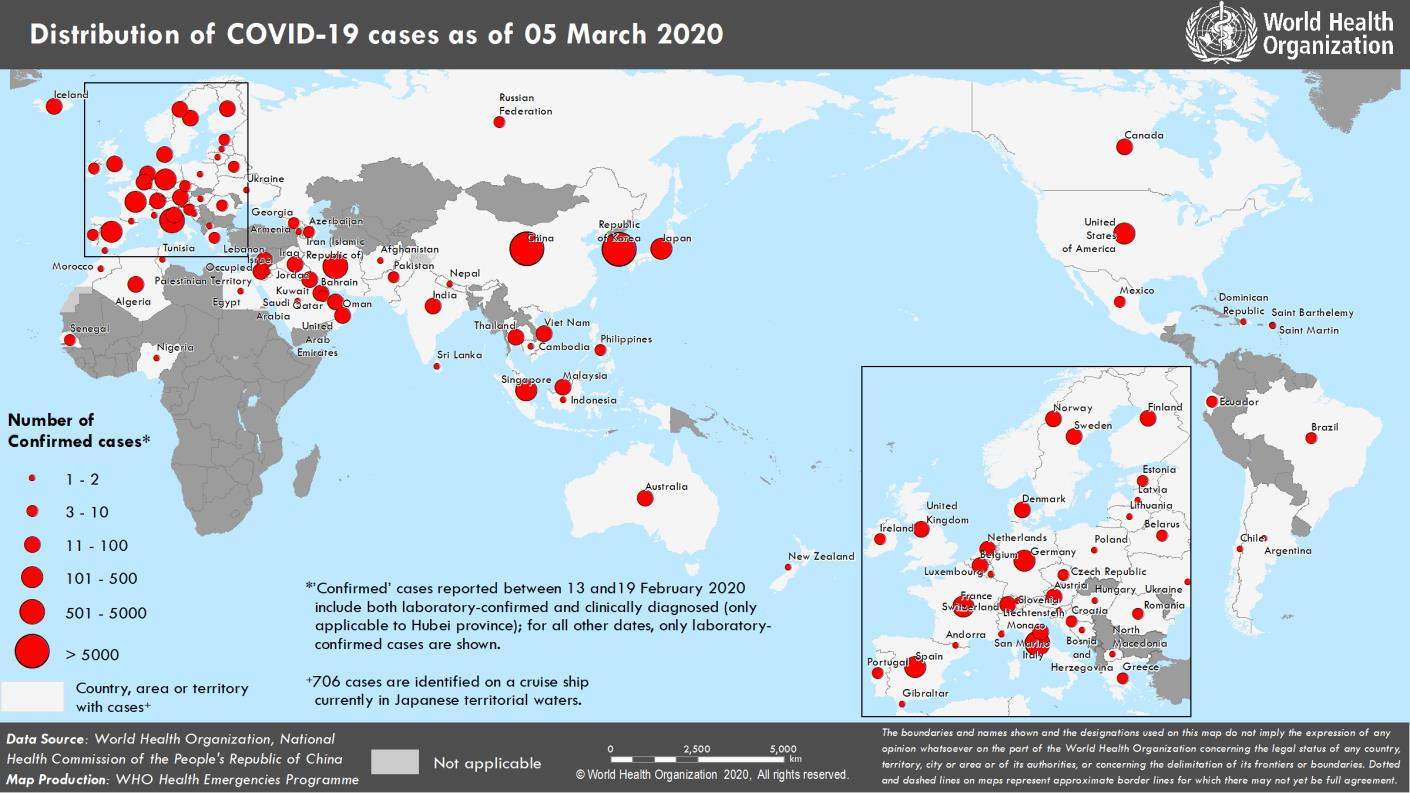 Distribution of COVID-19 cases as of 05 March 2020
World Health
Organization
Iceland
Russian
Federation
Canada
Ukraine
Georgia
Azerbaijan
Armenia
Republic
of Korea
China
Japan
United
States
of America
Tunisia
Lebanon
Israel
Iraq
Iran (Islamic
Republic of)
Afghanistan
Pakistan
Morocco
Occupied
Palestinian Territory
Jordan
Bahrain
Nepal
India
Algeria
Egypt
Kuwait
Saudi
Arabia
Qatar
Oman
United
Arab
Emirates
Mexico
Dominican
Republic
Saint Barthelemy
Saint Martin
Senegal
Nigeria
Thailand
Viet Nam
Cambodia
Philippines
Sri Lanka
Singapore
Malaysia
Indonesia
Ecuador
Brazil
Australia
New Zealand
Chile
Argentina
Norway
Finland
Sweden
Estonia
Latvia
Lithuania
Denmark
United
Kingdom
Belarus
Ireland
Netherlands
Belgium
Germany
Poland
Luxembourg
Czech Republic
Austria
Hungary
Ukraine
France
Switzerland
Slovenia
Liechtenstein
Croatia
Romania
Monaco
Andorra
San Marino
Italy
Bosnia
and
Herzegovina
North
Macedonia
Portugal
Spain
Greece
Gibraltar
Number of
Confirmed cases*
1 - 2
3 - 10
11 - 100
101 - 500
501 - 5000
> 5000
Country, area or territory
with cases⁺
*'Confirmed' cases reported between 13 and19 February 2020
include both laboratory-confirmed and clinically diagnosed (only
applicable to Hubei province); for all other dates, only laboratory-
confirmed cases are shown.
⁺706 cases are identified on a cruise ship
currently in Japanese territorial waters.
Data Source: World Health Organization, National
Health Commission of the People's Republic of China
Map Production: WHO Health Emergencies Programme
Not applicable
0 2,500 5,000
km
© World Health Organization 2020, All rights reserved.
The boundaries and names shown and the designations used on this map do not imply the expression of any
opinion whatsoever on the part of the World Health Organization concerning the legal status of any country,
territory, city or area or of its authorities, or concerning the delimitation of its frontiers or boundaries. Dotted
and dashed lines on maps represent approximate border lines for which there may not yet be full agreement.